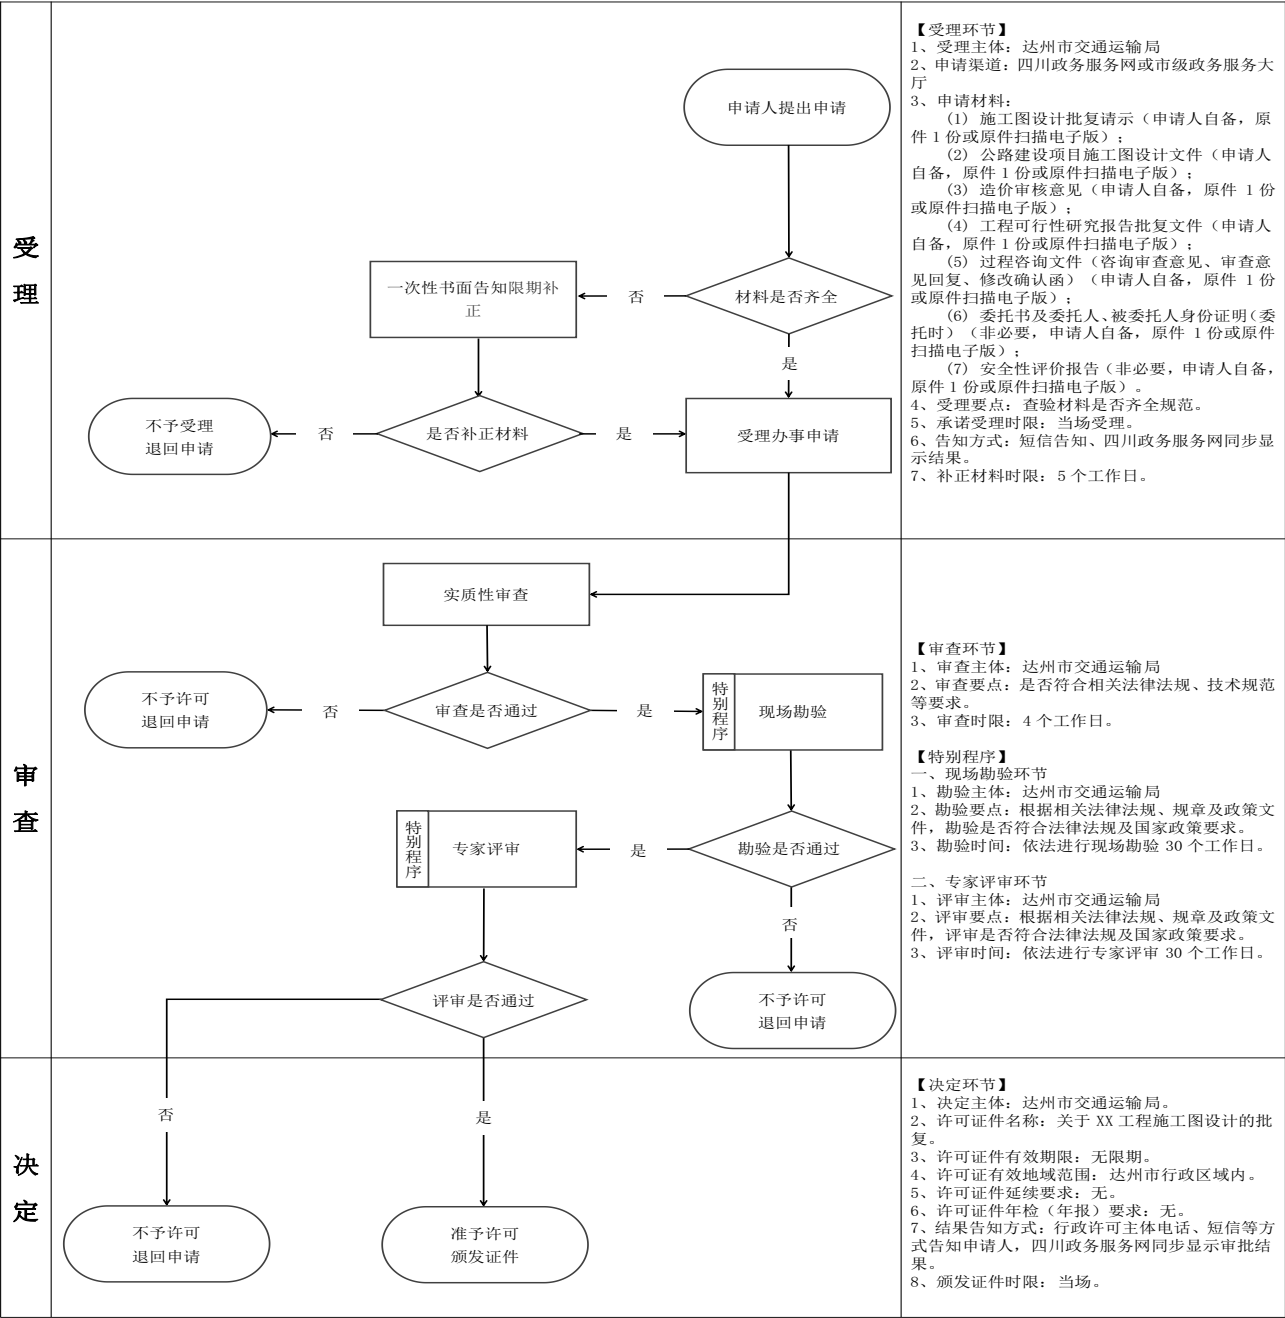 受
理
申请人提出申请
材料是否齐全
否
一次性书面告知限期补
正
是
是否补正材料
否
不予受理
退回申请
是
受理办事申请
【受理环节】
1、受理主体：达州市交通运输局
2、申请渠道：四川政务服务网或市级政务服务大
厅
3、申请材料：
（1）施工图设计批复请示（申请人自备，原
件 1 份或原件扫描电子版）；
（2）公路建设项目施工图设计文件（申请人
自备，原件 1 份或原件扫描电子版）；
（3）造价审核意见（申请人自备，原件 1 份
或原件扫描电子版）；
（4）工程可行性研究报告批复文件（申请人
自备，原件 1 份或原件扫描电子版）；
（5）过程咨询文件（咨询审查意见、审查意
见回复、修改确认函）（申请人自备，原件 1 份
或原件扫描电子版）；
（6）委托书及委托人、被委托人身份证明（委
托时）（非必要，申请人自备，原件 1 份或原件
扫描电子版）；
（7）安全性评价报告（非必要，申请人自备，
原件 1 份或原件扫描电子版）。
4、受理要点：查验材料是否齐全规范。
5、承诺受理时限：当场受理。
6、告知方式：短信告知、四川政务服务网同步显
示结果。
7、补正材料时限：5 个工作日。
审
查
实质性审查
审查是否通过
否
不予许可
退回申请
是
特别程序
现场勘验
勘验是否通过
是
特别程序
专家评审
否
不予许可
退回申请
评审是否通过
【审查环节】
1、审查主体：达州市交通运输局
2、审查要点：是否符合相关法律法规、技术规范
等要求。
3、审查时限：4 个工作日。
【特别程序】
一、现场勘验环节
1、勘验主体：达州市交通运输局
2、勘验要点：根据相关法律法规、规章及政策文
件，勘验是否符合法律法规及国家政策要求。
3、勘验时间：依法进行现场勘验 30 个工作日。
二、专家评审环节
1、评审主体：达州市交通运输局
2、评审要点：根据相关法律法规、规章及政策文
件，评审是否符合法律法规及国家政策要求。
3、评审时间：依法进行专家评审 30 个工作日。
决
定
否
是
不予许可
退回申请
准予许可
颁发证件
【决定环节】
1、决定主体：达州市交通运输局。
2、许可证件名称：关于 XX 工程施工图设计的批
复。
3、许可证件有效期限：无限期。
4、许可证有效地域范围：达州市行政区域内。
5、许可证件延续要求：无。
6、许可证件年检（年报）要求：无。
7、结果告知方式：行政许可主体电话、短信等方
式告知申请人，四川政务服务网同步显示审批结
果。
8、颁发证件时限：当场。